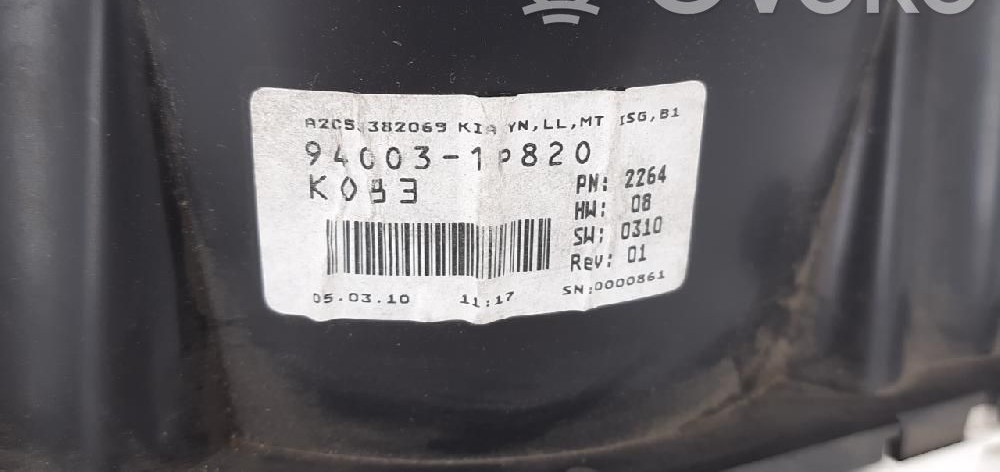 A2C5 382069 KIA YN,LL,MT ISG,B1
94003-1P820
K0
PN: 2264
HW: 08
SW: 0310
Rev: 01
05.03.10 11:17 SN:0000861